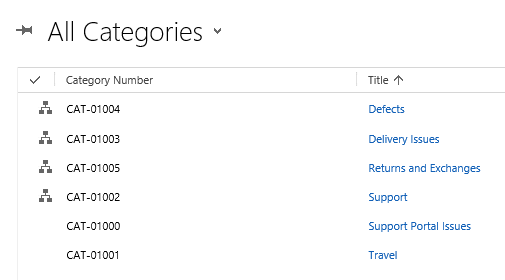 All Categories
Category Number Title
CAT-01004 Defects
CAT-01003 Delivery Issues
CAT-01005 Returns and Exchanges
CAT-01002 Support
CAT-01000 Support Portal Issues
CAT-01001 Travel